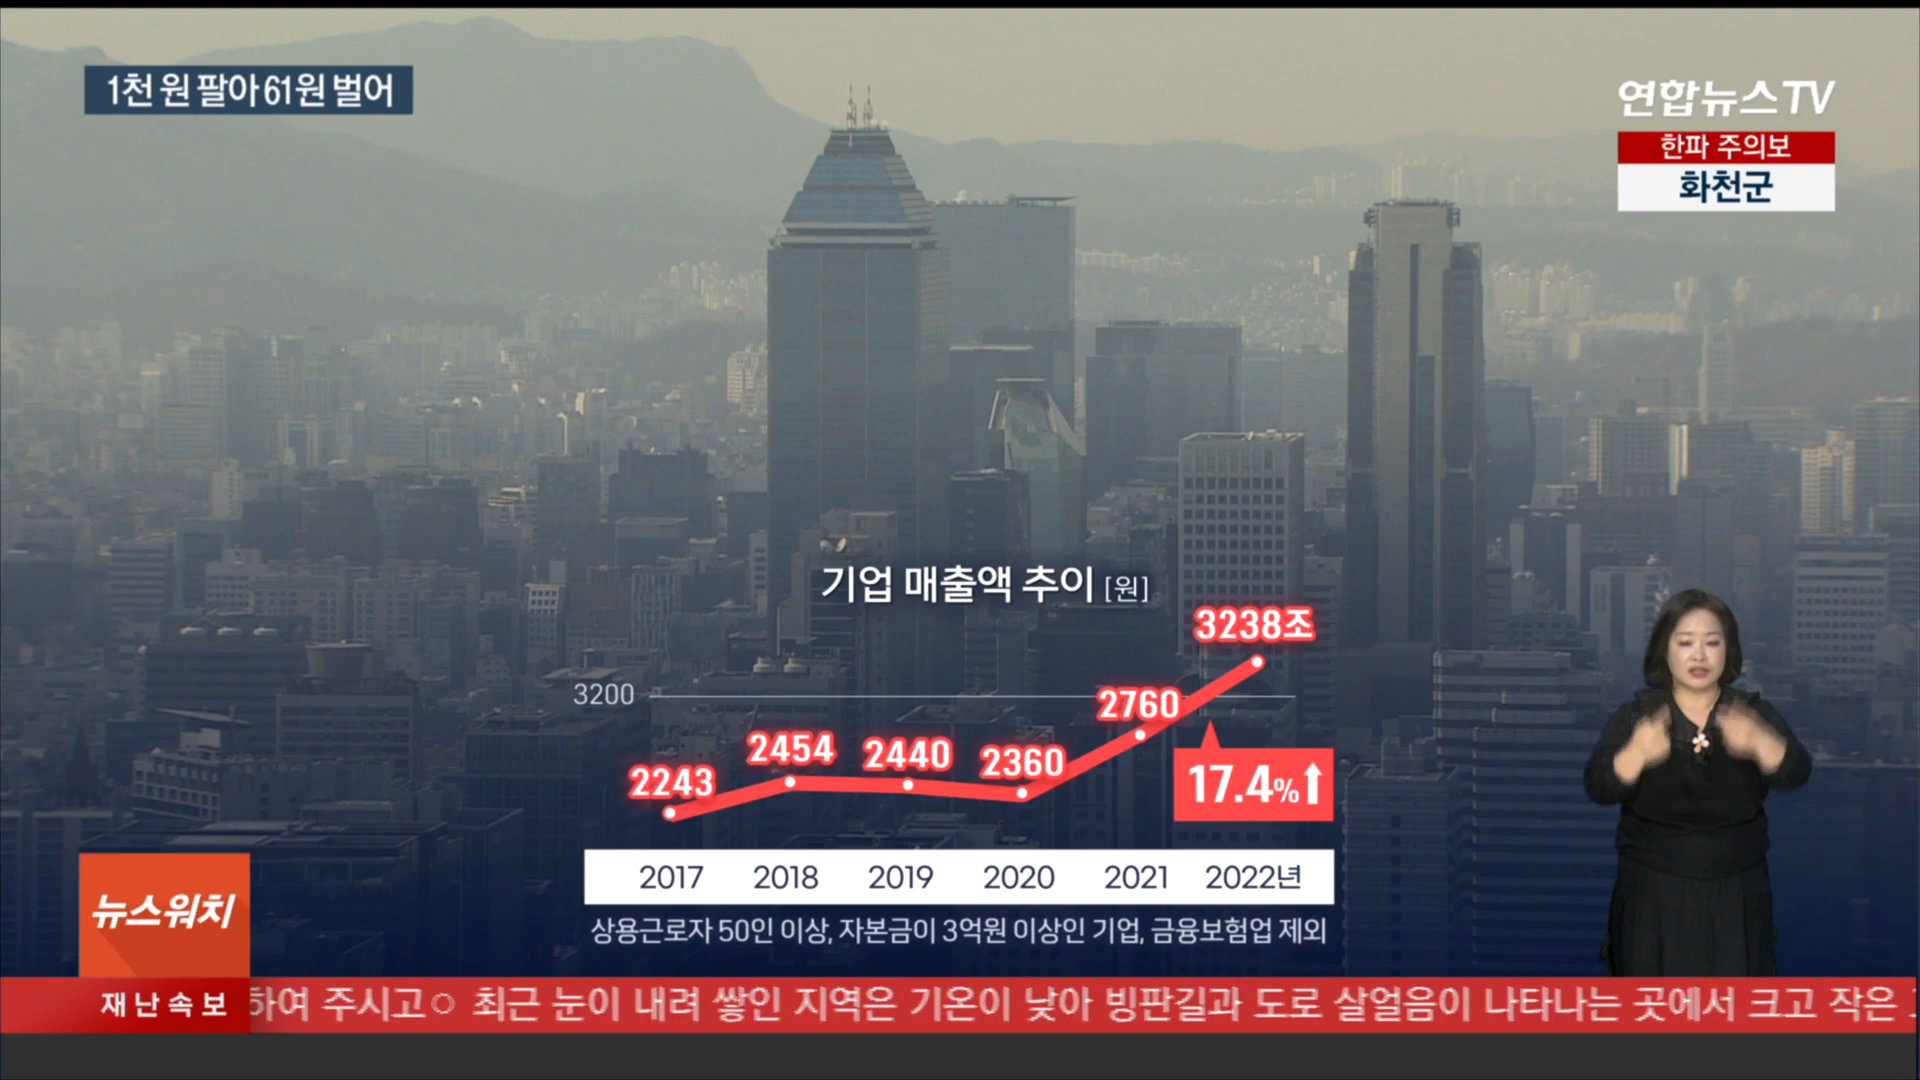 1천 원 팔아 61원 벌어
연합뉴스TV
한파 주의보
화천군
기업 매출액 추이 [원]
3200
2243
2454
2440
2360
2760
3238조
17.4%↑
2017 2018 2019 2020 2021 2022년
상용근로자 50인 이상, 자본금이 3억원 이상인 기업, 금융보험업 제외
뉴스워치
재난속보
하여 주시고○ 최근 눈이 내려 쌓인 지역은 기온이 낮아 빙판길과 도로 살얼음이 나타나는 곳에서 크고 작은